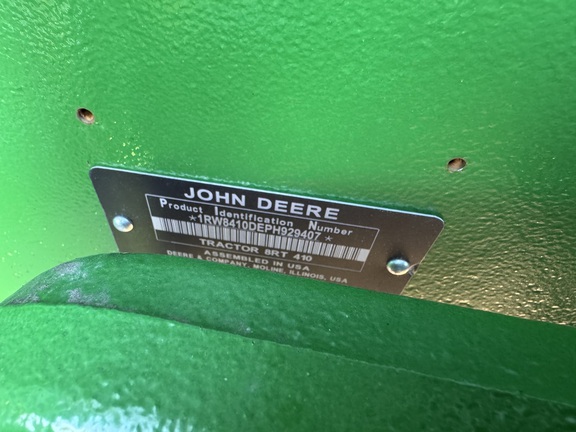 JOHN DEERE
Product Identification Number
*1RW8410DEPH929407*
TRACTOR 8RT 410
ASSEMBLED IN USA
DEERE & COMPANY, MOLINE, ILLINOIS, USA